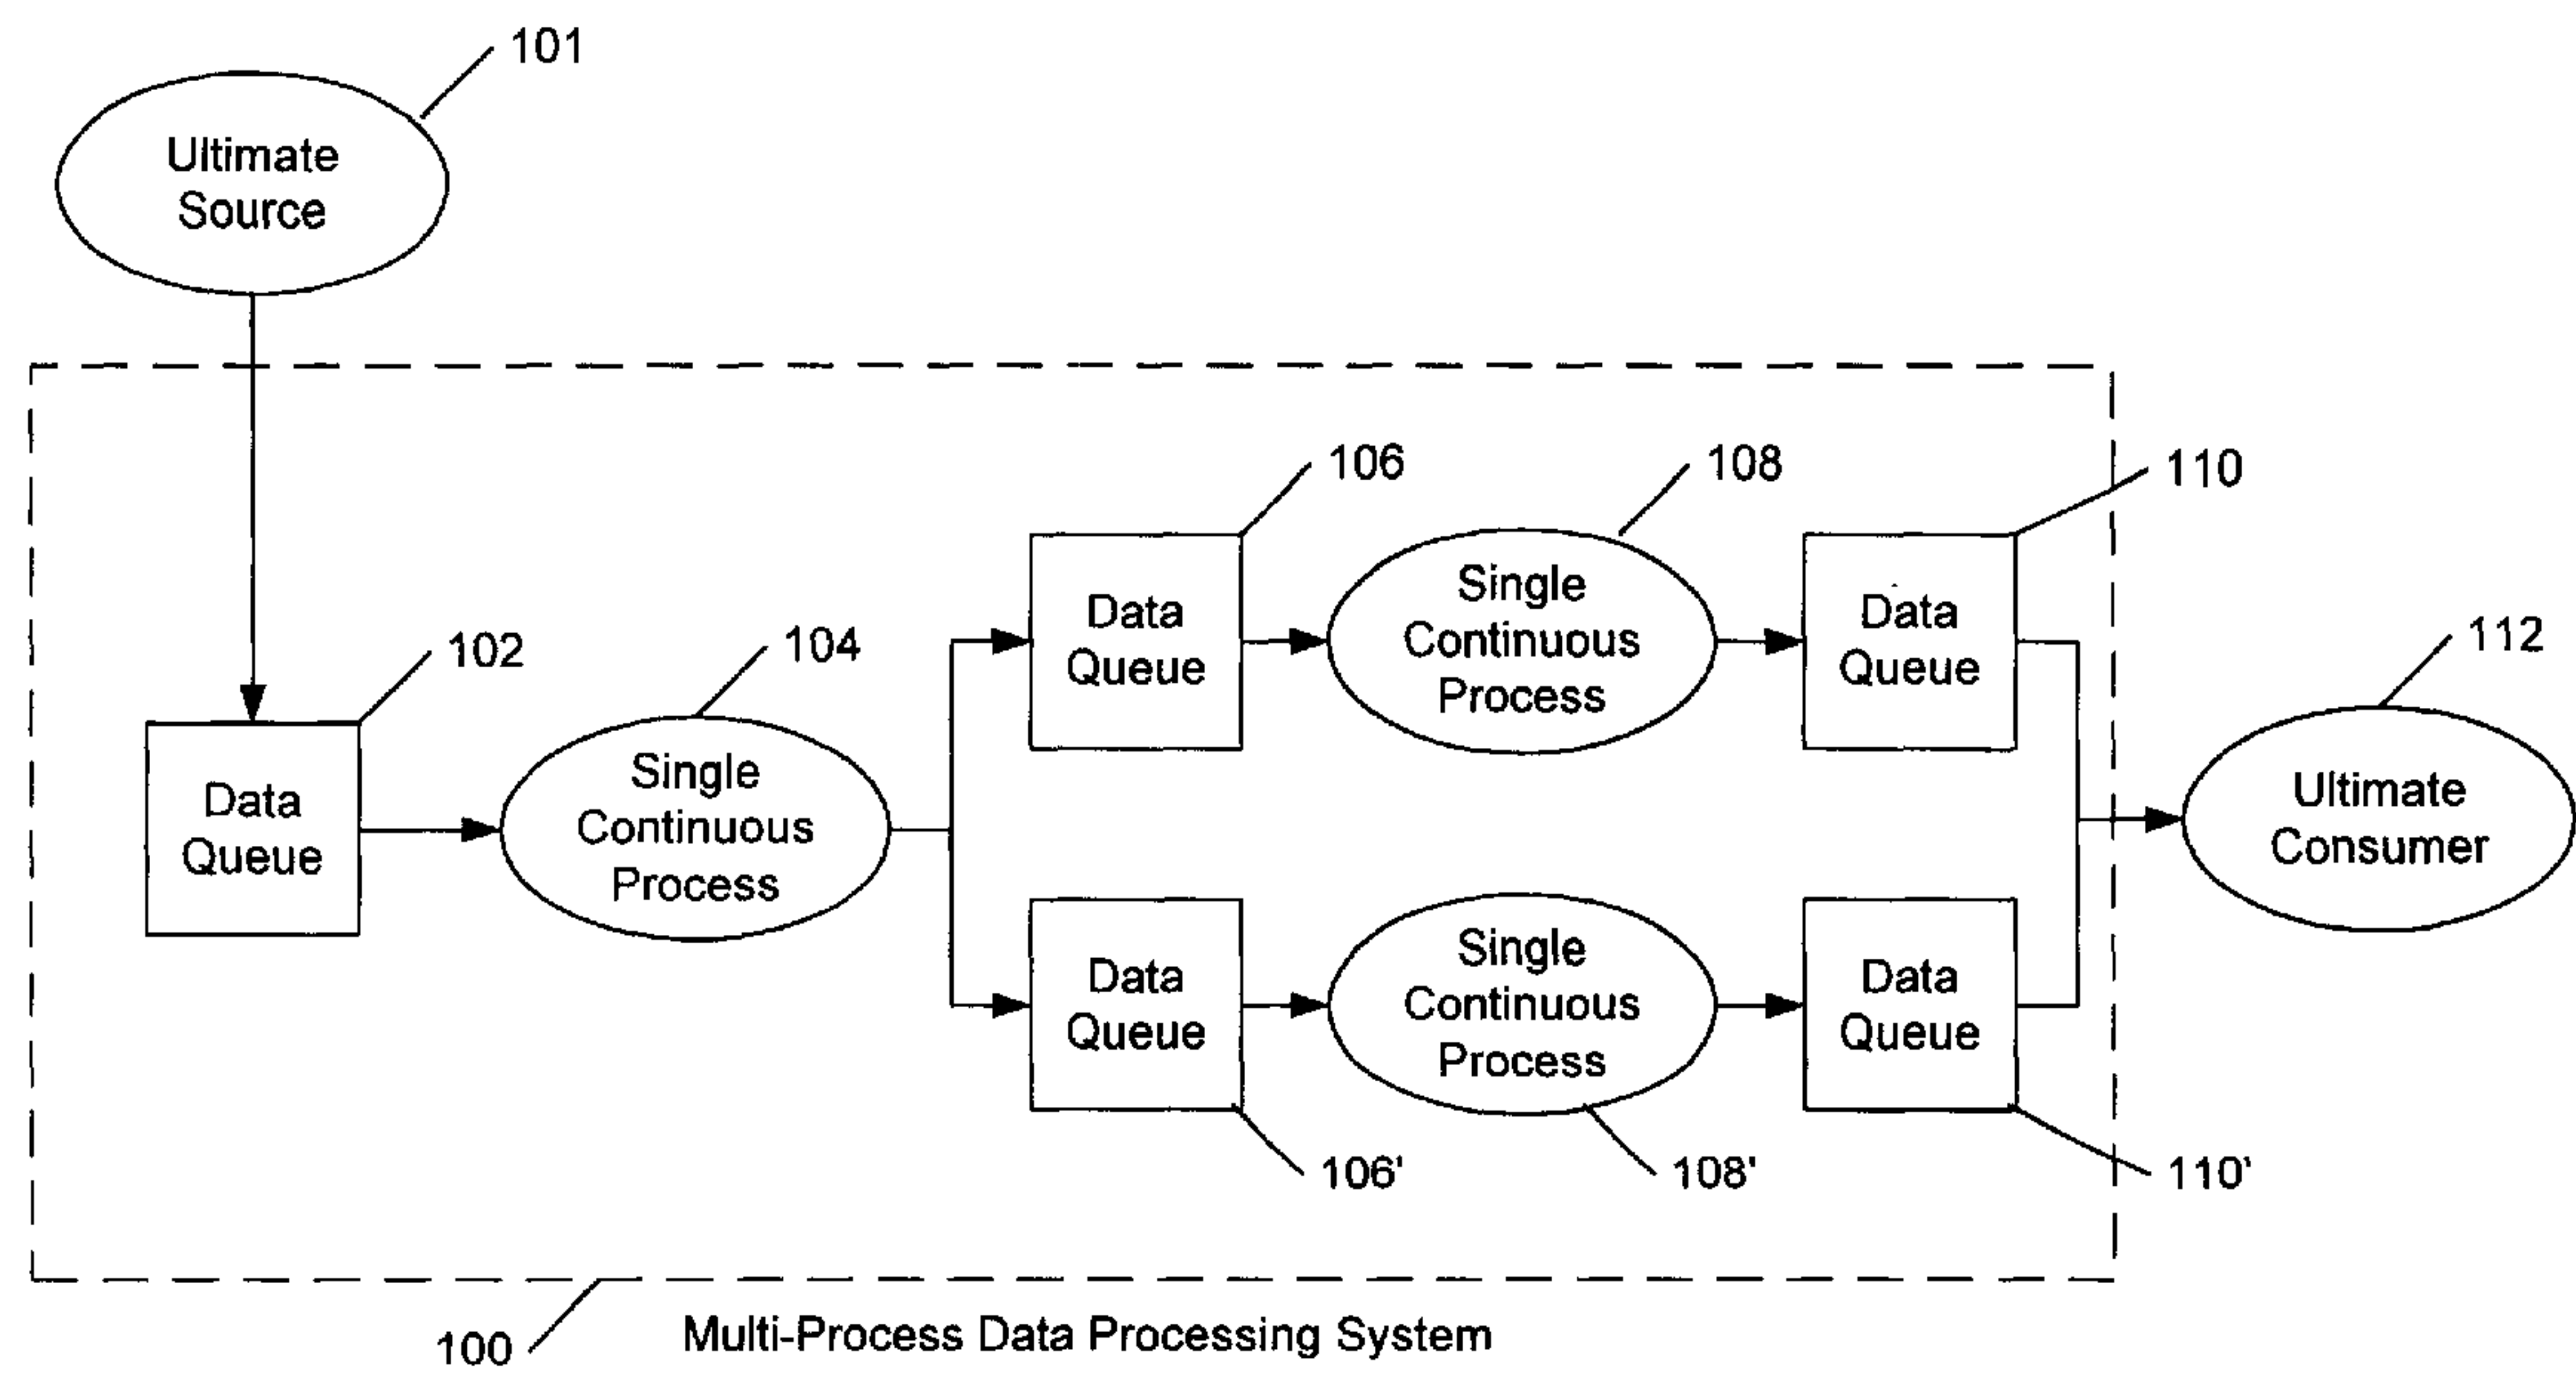 101
Ultimate
Source
106
108
110
102
104
112
Data
Queue
Single
Continuous
Process
Data
Queue
Single
Continuous
Process
Data
Queue
Data
Queue
Single
Continuous
Process
Data
Queue
Ultimate
Consumer
106'
108'
110'
100
Multi-Process Data Processing System